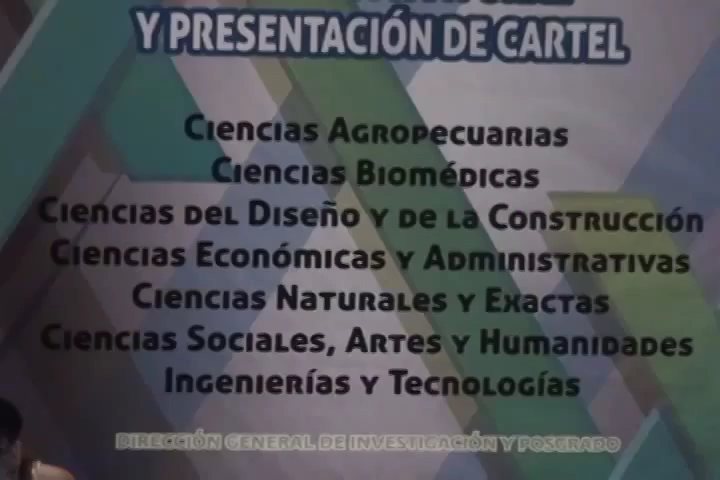 Y PRESENTACIÓN DE CARTEL
Ciencias Agropecuarias
Ciencias Biomédicas
Ciencias del Diseño y de la Construcción
Ciencias Económicas y Administrativas
Ciencias Naturales y Exactas
Ciencias Sociales, Artes y Humanidades
Ingenierías y Tecnologías
DIRECCIÓN GENERAL DE INVESTIGACIÓN Y POSGRADO